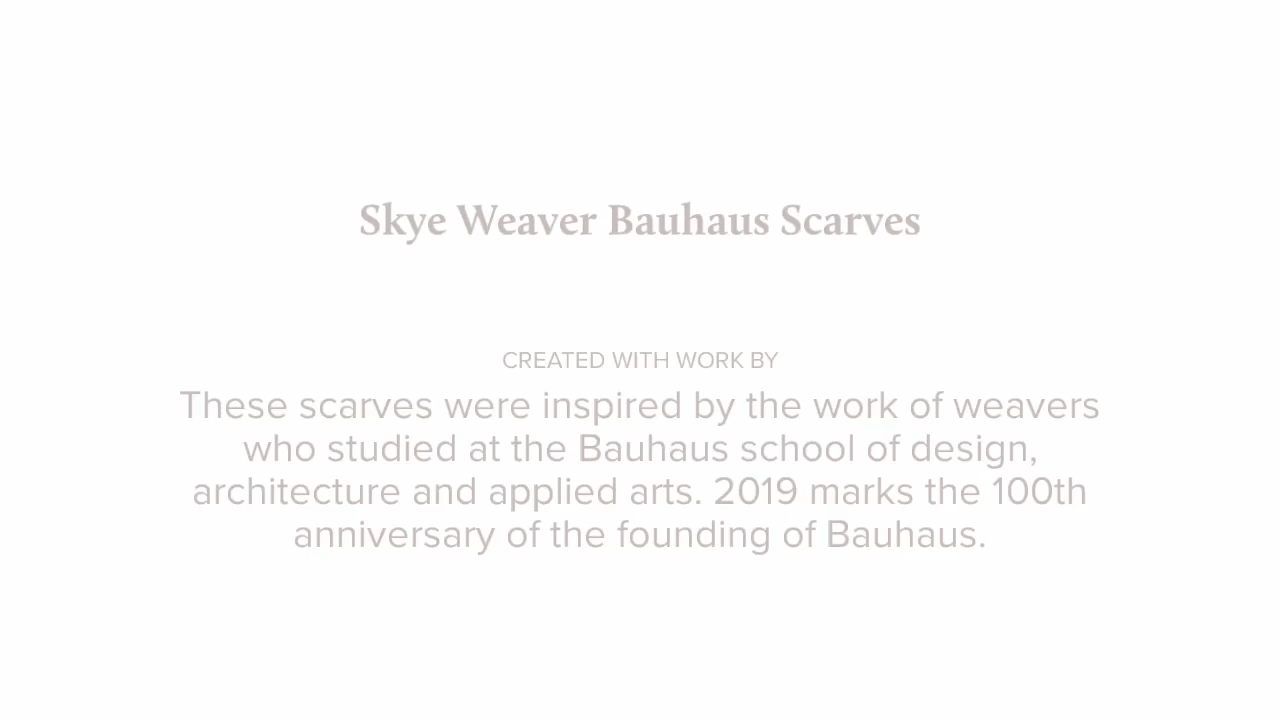 Skye Weaver Bauhaus Scarves
CREATED WITH WORK BY
These scarves were inspired by the work of weavers
who studied at the Bauhaus school of design,
architecture and applied arts. 2019 marks the 100th
anniversary of the founding of Bauhaus.